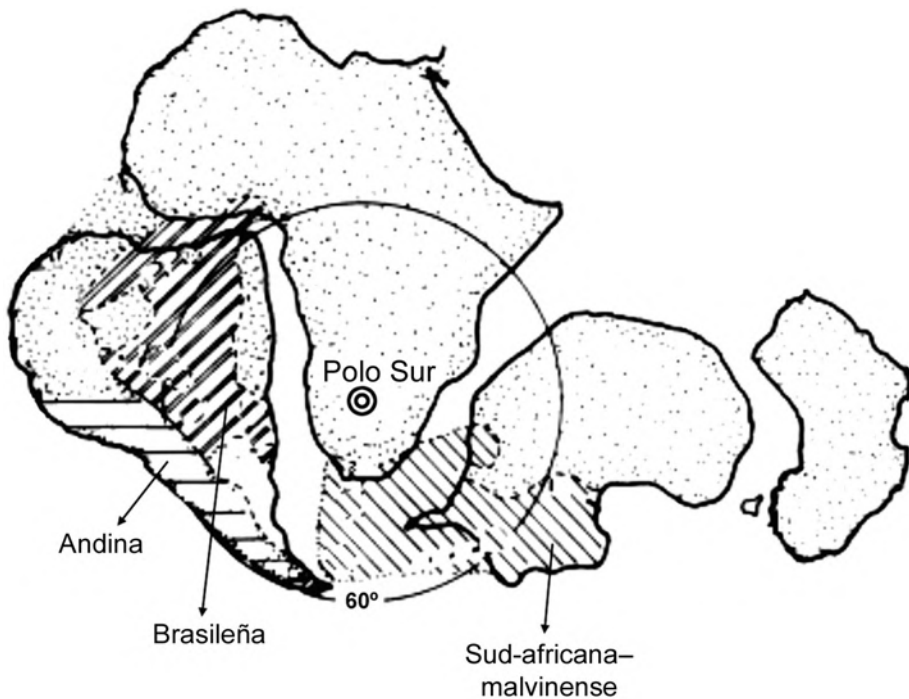 Polo Sur
Andina
60º
Brasileña
Sud-africana–
malvinense